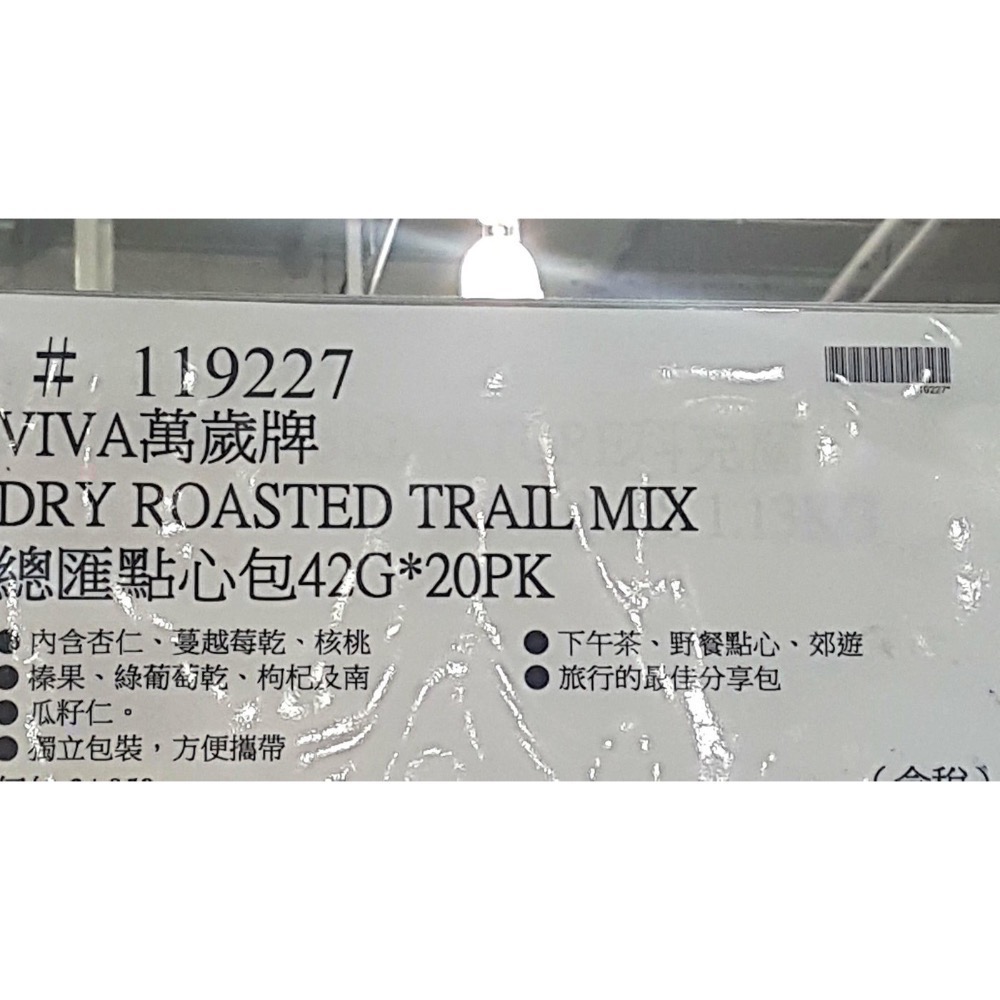 # 119227
VIVA萬歲牌
DRY ROASTED TRAIL MIX
總匯點心包42G*20PK
● 內含杏仁、蔓越莓乾、核桃
● 榛果、綠葡萄乾、枸杞及南
● 瓜籽仁。
● 獨立包裝，方便攜帶
● 下午茶、野餐點心、郊遊
● 旅行的最佳分享包